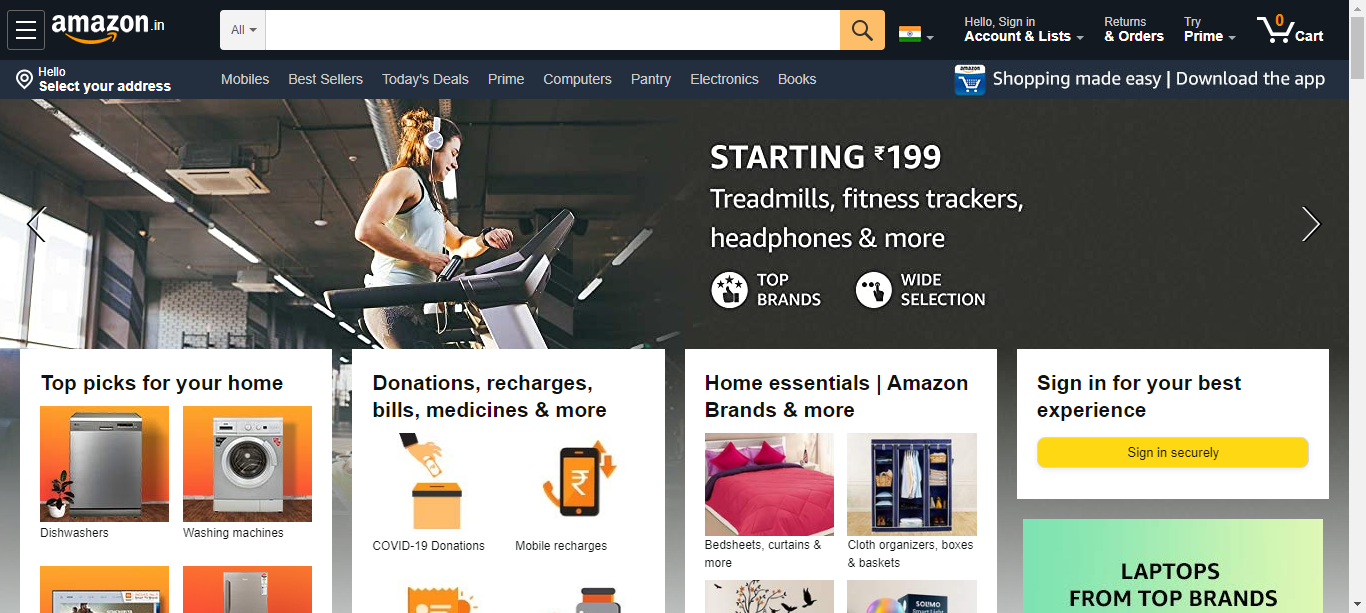 amazon.in
All
Hello, Sign in
Account & Lists
Returns
& Orders
Try
Prime
0
Cart
Hello
Select your address
Mobiles
Best Sellers
Today's Deals
Prime
Computers
Pantry
Electronics
Books
amazon
Shopping made easy | Download the app
STARTING ₹199
Treadmills, fitness trackers,
headphones & more
TOP
BRANDS
WIDE
SELECTION
Top picks for your home
Dishwashers
Washing machines
Donations, recharges,
bills, medicines & more
₹
COVID-19 Donations
Mobile recharges
Home essentials | Amazon
Brands & more
Bedsheets, curtains &
more
Cloth organizers, boxes
& baskets
SOLIMO
Smart Light
Sign in for your best
experience
Sign in securely
LAPTOPS
FROM TOP BRANDS